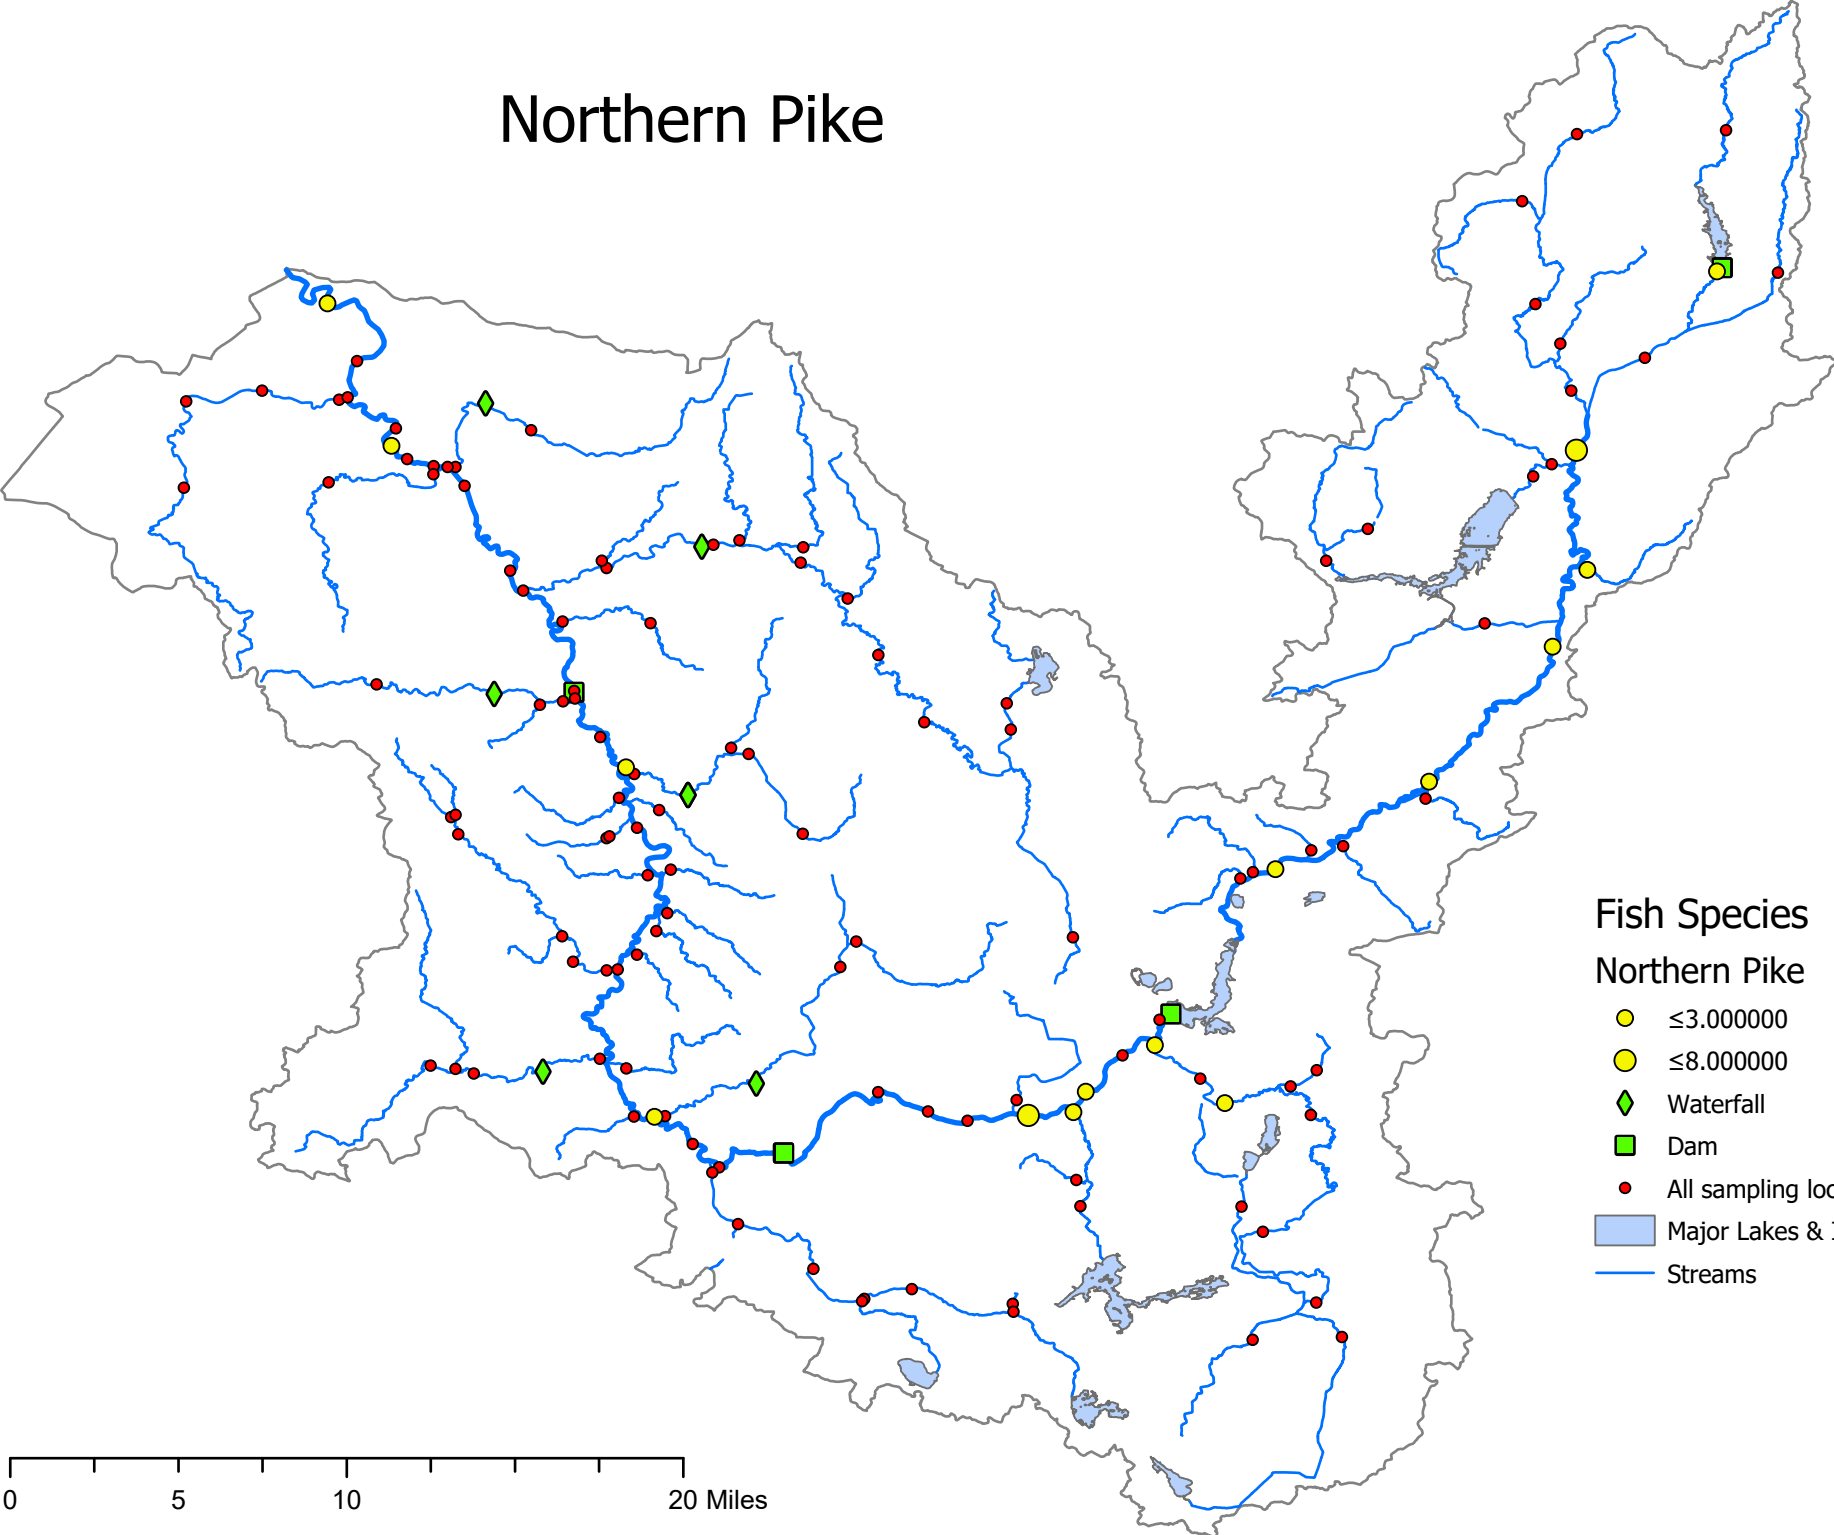 Northern Pike
Fish Species
Northern Pike
≤3.000000
≤8.000000
Waterfall
Dam
All sampling
Major Lakes &
Streams
0 5 10 20 Miles